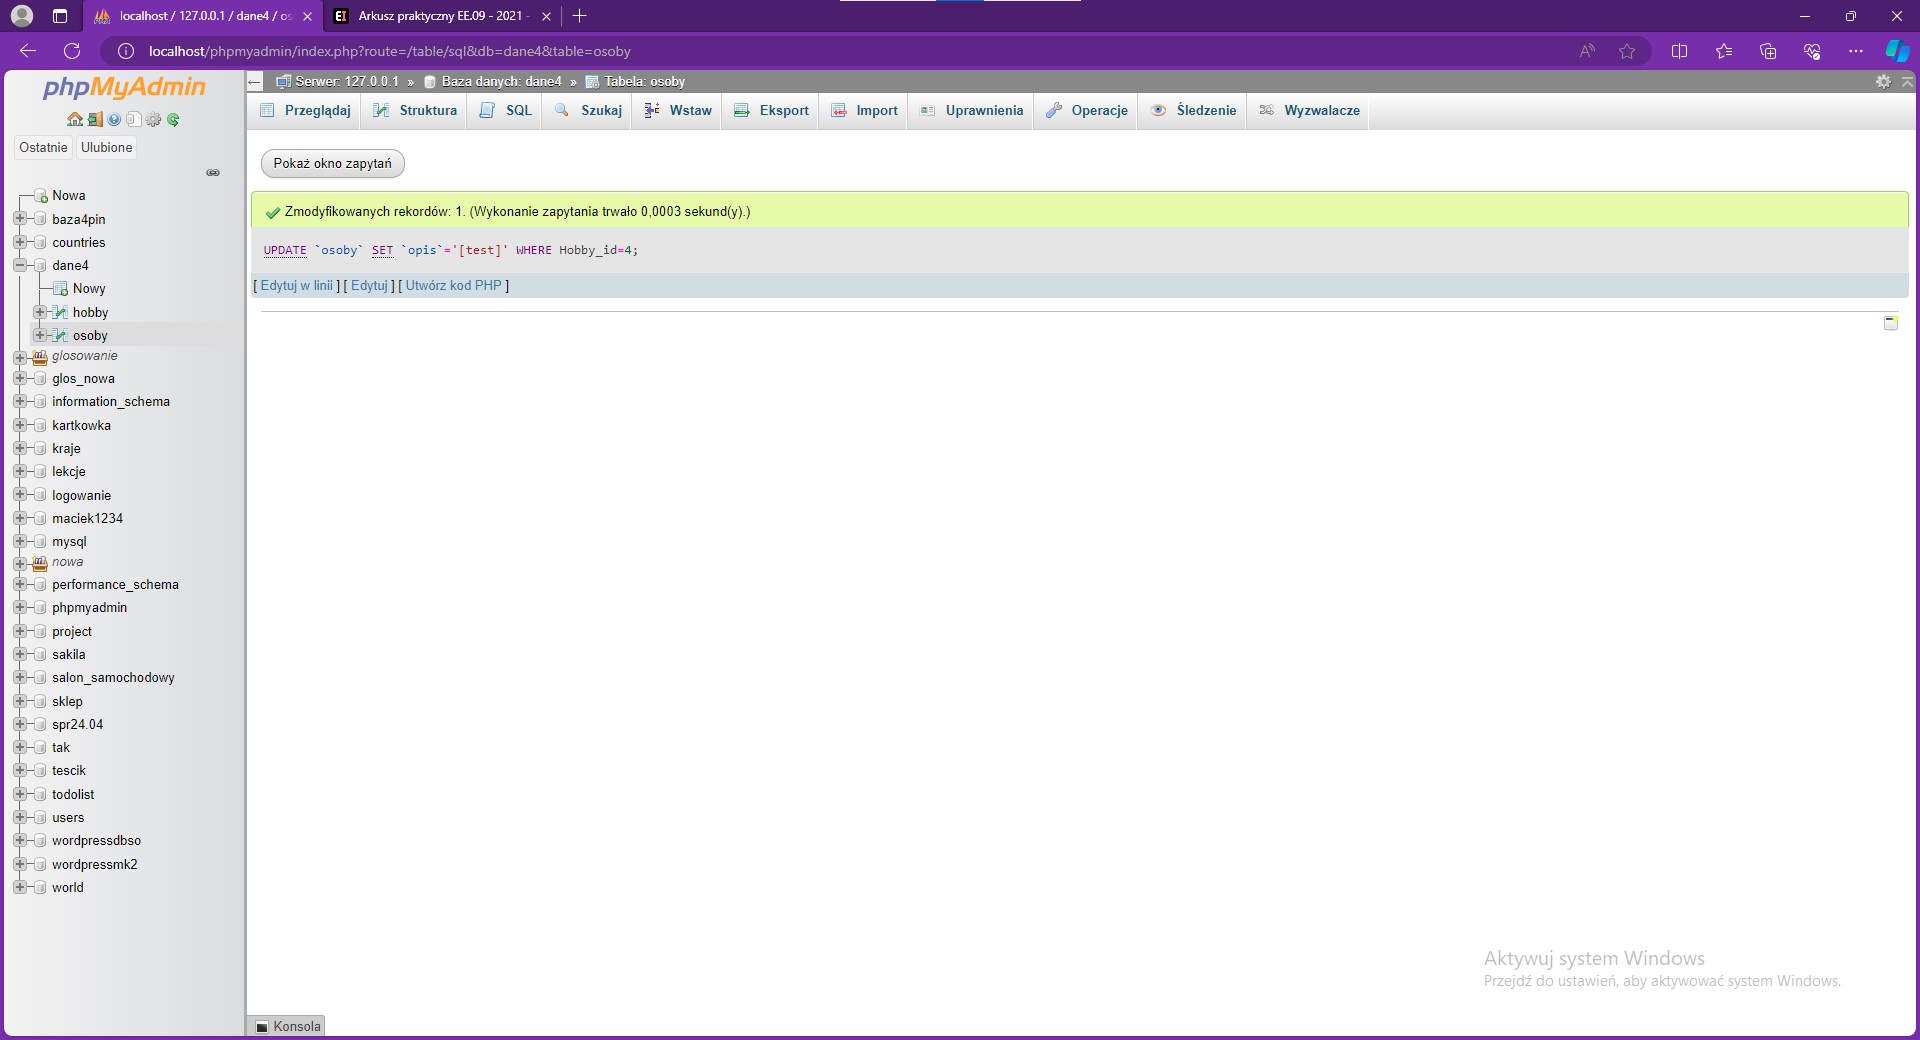 localhost / 127.0.0.1 / dane4 / os
Arkusz praktyczny EE.09 - 2021 -
localhost/phpmyadmin/index.php?route=/table/sql&db=dane4&table=osoby
phpMyAdmin
Serwer: 127.0.0.1 » Baza danych: dane4 » Tabela: osoby
Przeglądaj Struktura SQL Szukaj Wstaw Eksport Import Uprawnienia Operacje Śledzenie Wyzwalacze
Ostatnie Ulubione
Pokaż okno zapytań
Zmodyfikowanych rekordów: 1. (Wykonanie zapytania trwało 0,0003 sekund(y).)
UPDATE `osoby` SET `opis`='[test]' WHERE Hobby_id=4;
[ Edytuj w linii ] [ Edytuj ] [ Utwórz kod PHP ]
Nowa
baza4pin
countries
dane4
Nowy
hobby
osoby
glosowanie
glos_nowa
information_schema
kartkowka
kraje
lekcje
logowanie
maciek1234
mysql
nowa
performance_schema
phpmyadmin
project
sakila
salon_samochodowy
sklep
spr24.04
tak
tescik
todolist
users
wordpressdbso
wordpressmk2
world
Aktywuj system Windows
Przejdź do ustawień, aby aktywować system Windows.
Konsola